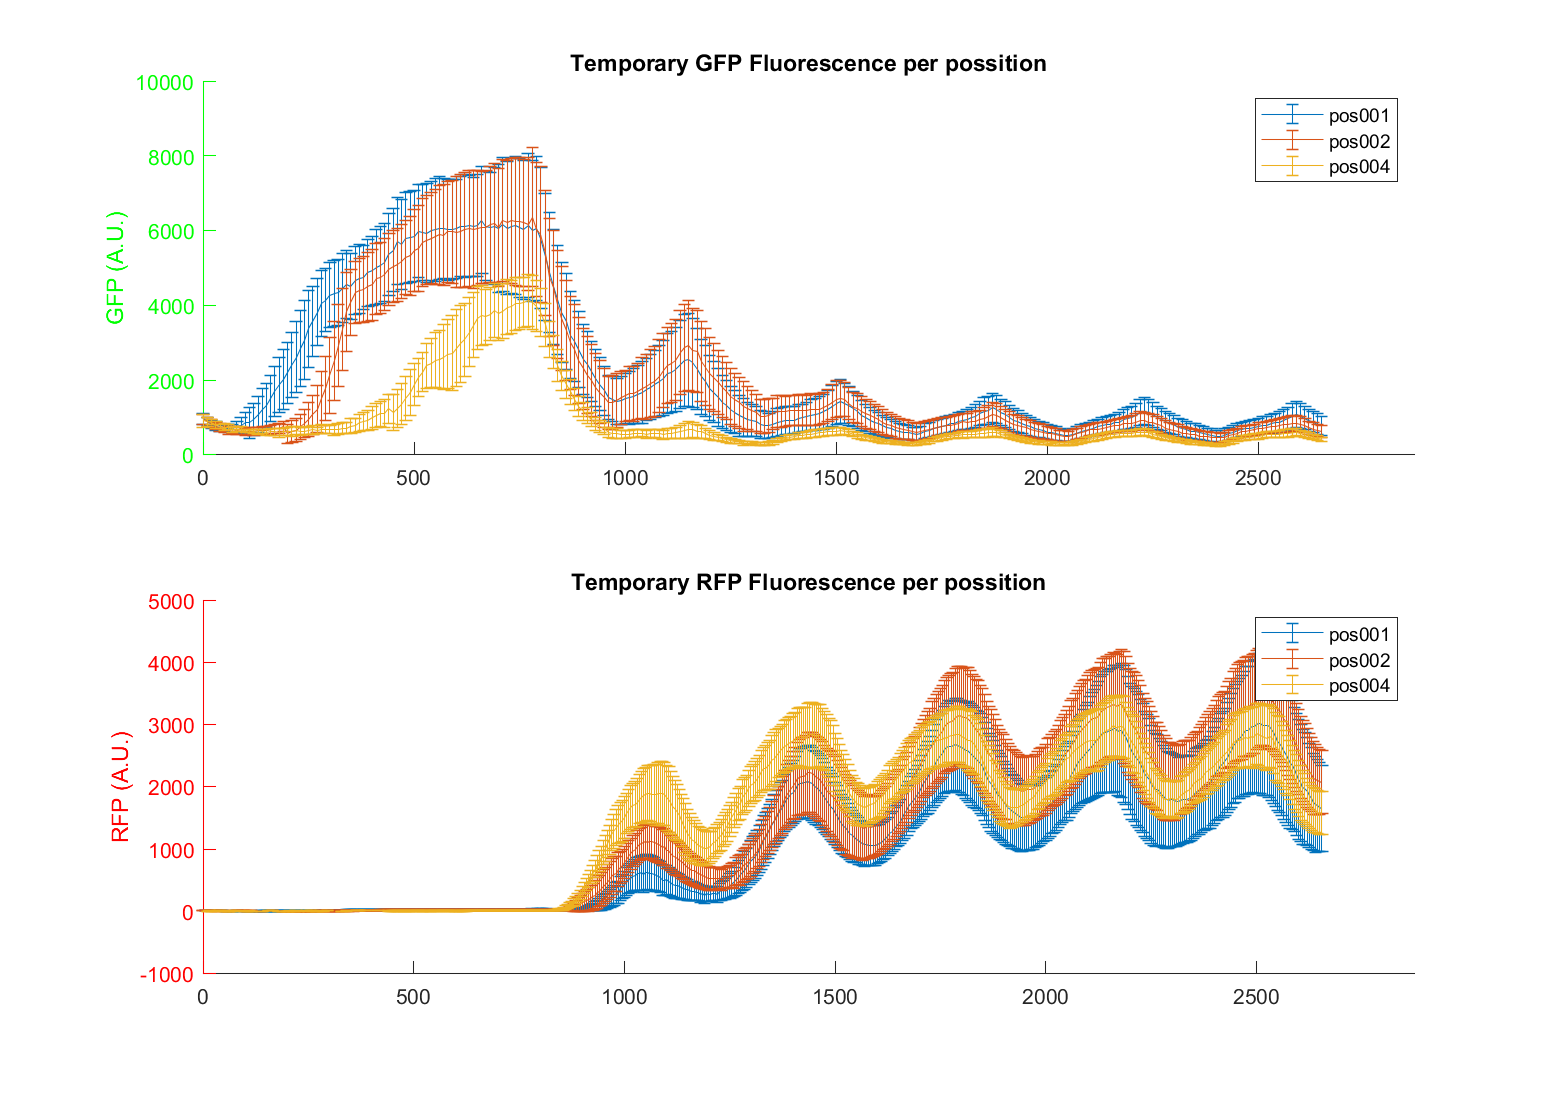 Temporary GFP Fluorescence per possition
10000
8000
6000
4000
2000
0
GFP (A.U.)
pos001
pos002
pos004
0 500 1000 1500 2000 2500
Temporary RFP Fluorescence per possition
5000
4000
3000
2000
1000
0
-1000
RFP (A.U.)
pos001
pos002
pos004
0 500 1000 1500 2000 2500